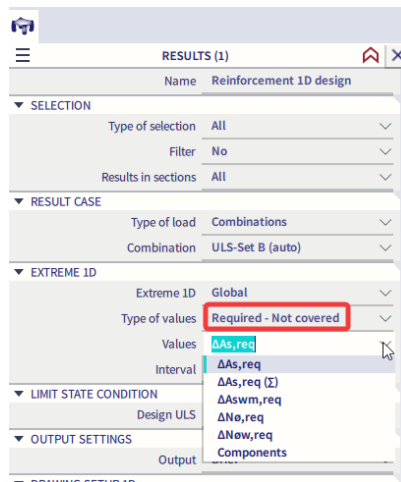 RESULTS (1)
Name Reinforcement 1D design
SELECTION
Type of selection All
Filter No
Results in sections All
RESULT CASE
Type of load Combinations
Combination ULS-Set B (auto)
EXTREME 1D
Extreme 1D Global
Type of values Required - Not covered
Values ΔAs,req
Interval ΔAs,req
ΔAs,req (Σ)
LIMIT STATE CONDITION ΔAswm,req
Design ULS ΔNø,req
OUTPUT SETTINGS ΔNøw,req
Output Components